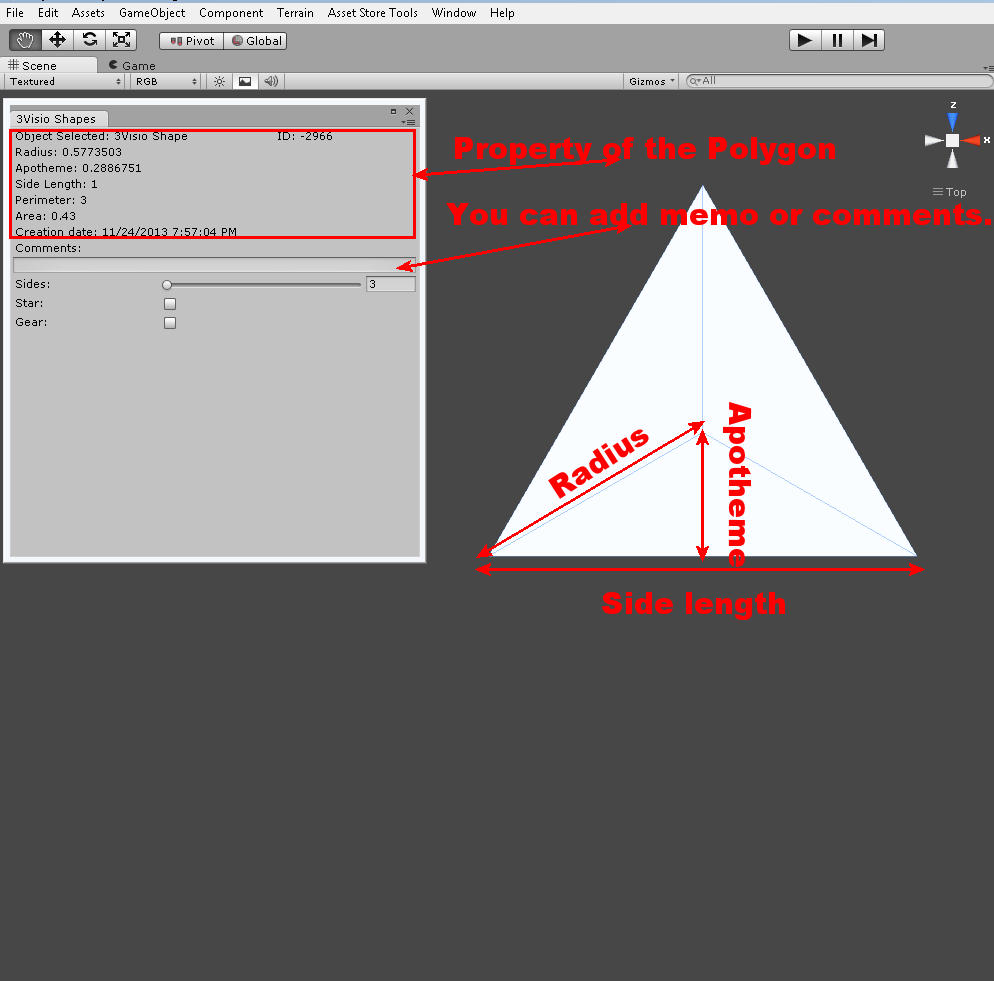 File Edit Assets GameObject Component Terrain Asset Store Tools Window Help
Pivot Global
Scene Game
Textured RGB Gizmos All
3Visio Shapes
Object Selected: 3Visio Shape ID: -2966
Radius: 0.5773503
Apotheme: 0.2886751
Side Length: 1
Perimeter: 3
Area: 0.43
Creation date: 11/24/2013 7:57:04 PM
Comments:
Sides: 3
Star:
Gear:
Property of the Polygon
You can add memo or comments.
z
x
Top
Radius
Apotheme
Side length